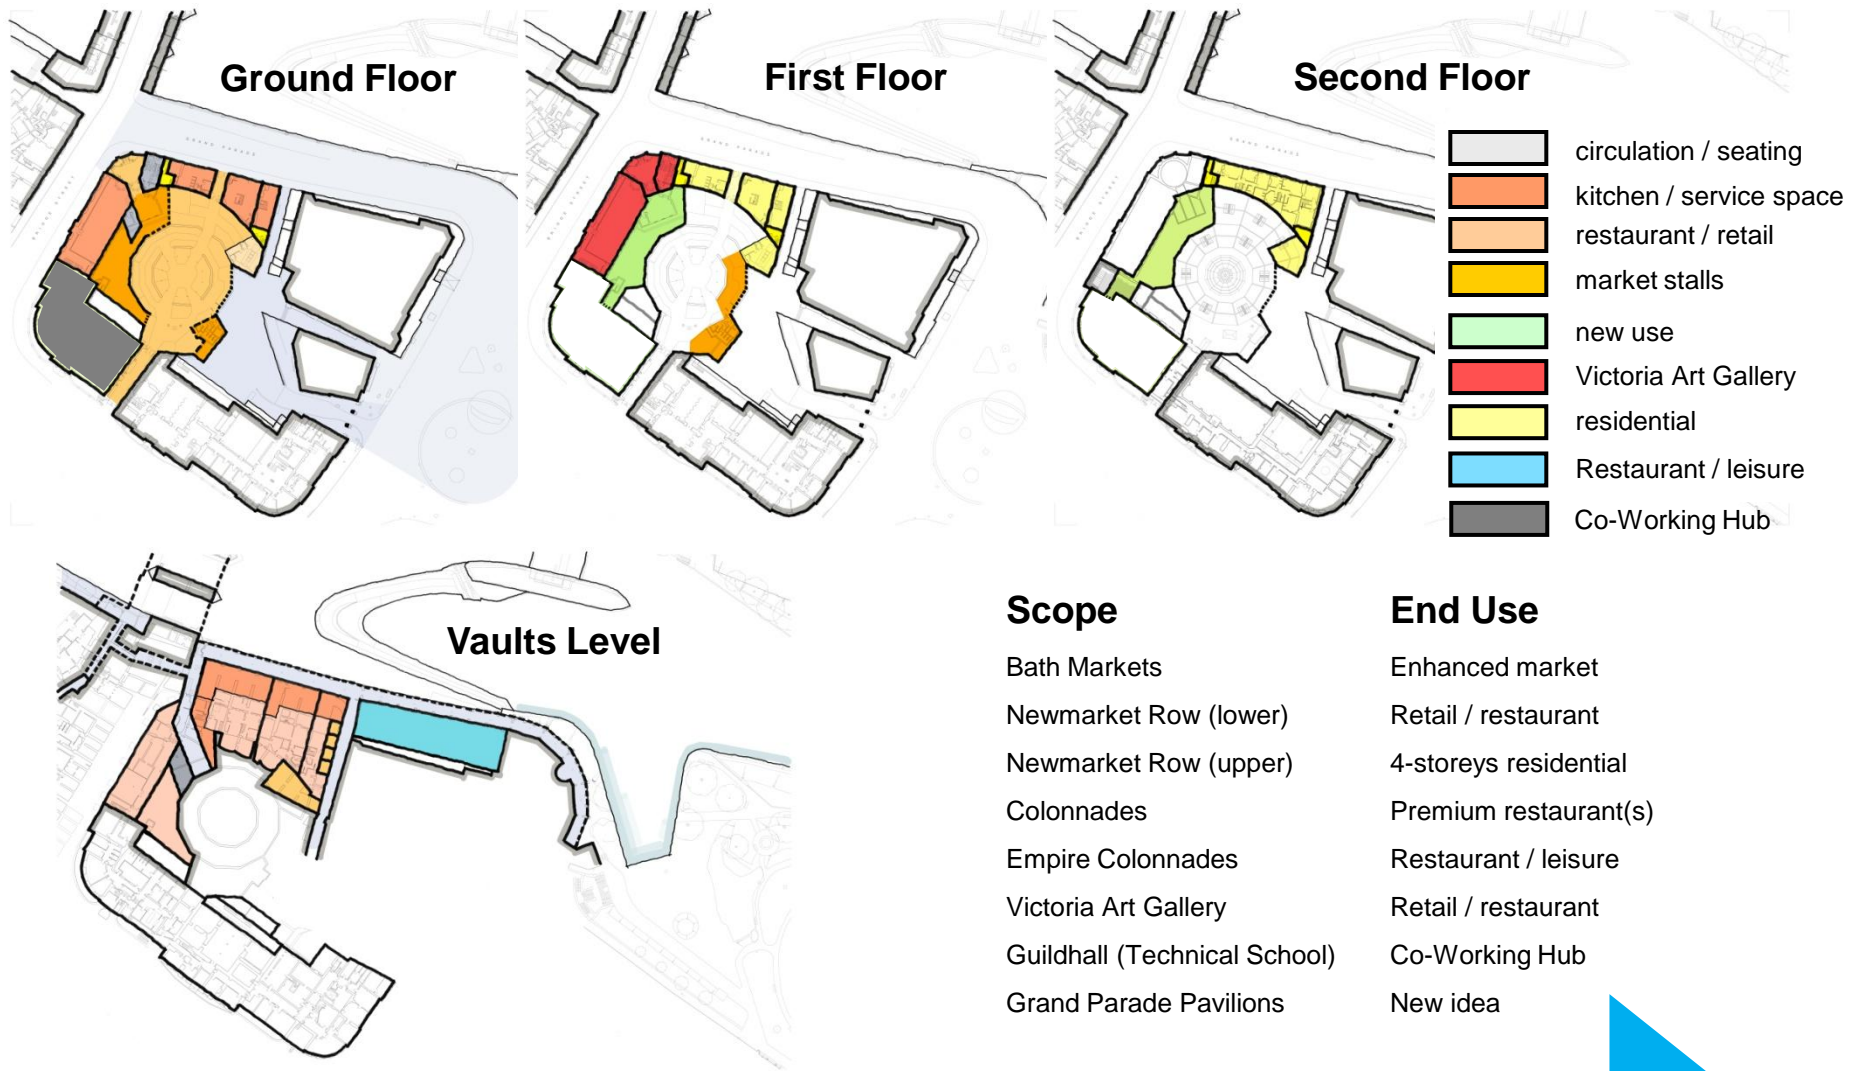 Ground Floor
First Floor
Second Floor
circulation / seating
kitchen / service space
restaurant / retail
market stalls
new use
Victoria Art Gallery
residential
Restaurant / leisure
Co-Working Hub
Vaults Level
Scope End Use
Bath Markets Enhanced market
Newmarket Row (lower) Retail / restaurant
Newmarket Row (upper) 4-storeys residential
Colonnades Premium restaurant(s)
Empire Colonnades Restaurant / leisure
Victoria Art Gallery Retail / restaurant
Guildhall (Technical School) Co-Working Hub
Grand Parade Pavilions New idea